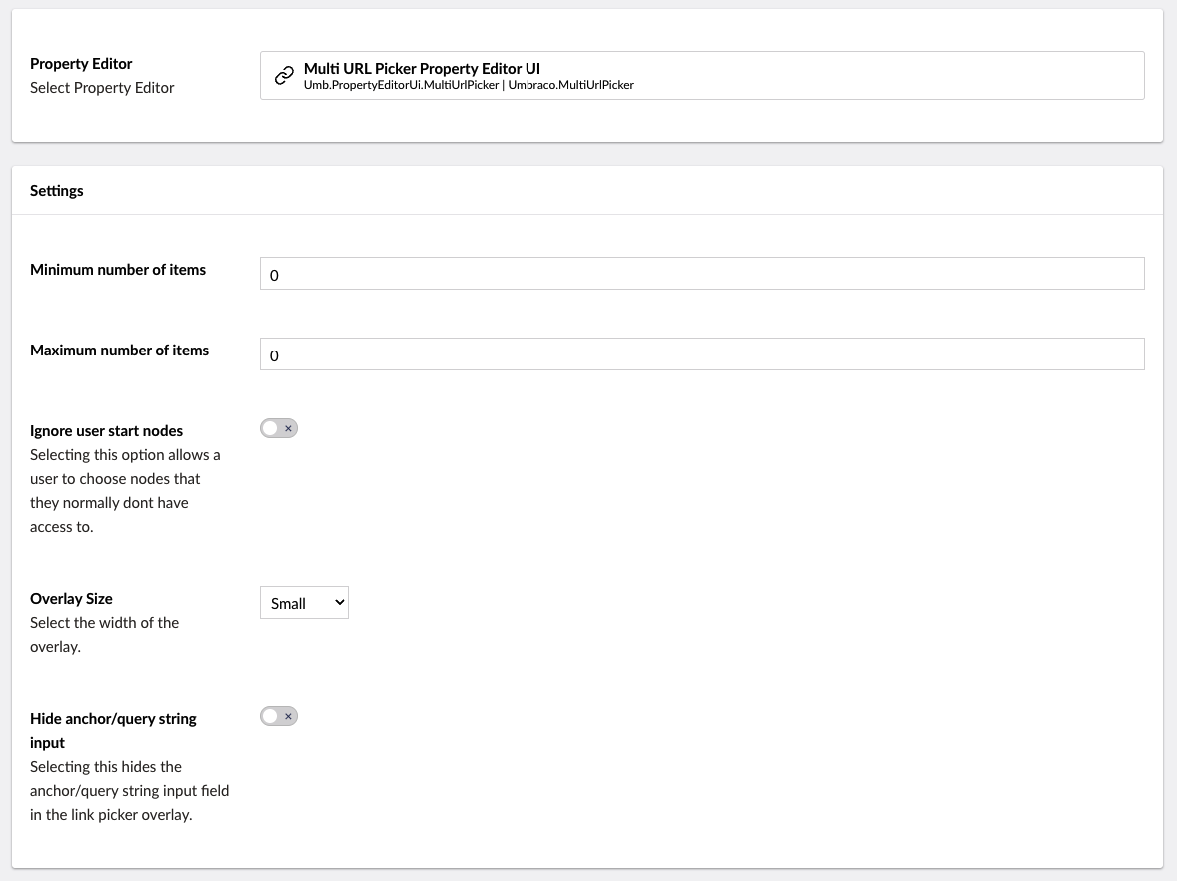 Property Editor
Select Property Editor
Multi URL Picker Property Editor UI
Umb.PropertyEditorUi.MultiUrlPicker | Umbraco.MultiUrlPicker
Settings
Minimum number of items
0
Maximum number of items
0
Ignore user start nodes
Selecting this option allows a
user to choose nodes that
they normally dont have
access to.
Overlay Size
Select the width of the
overlay.
Small
Hide anchor/query string
input
Selecting this hides the
anchor/query string input field
in the link picker overlay.